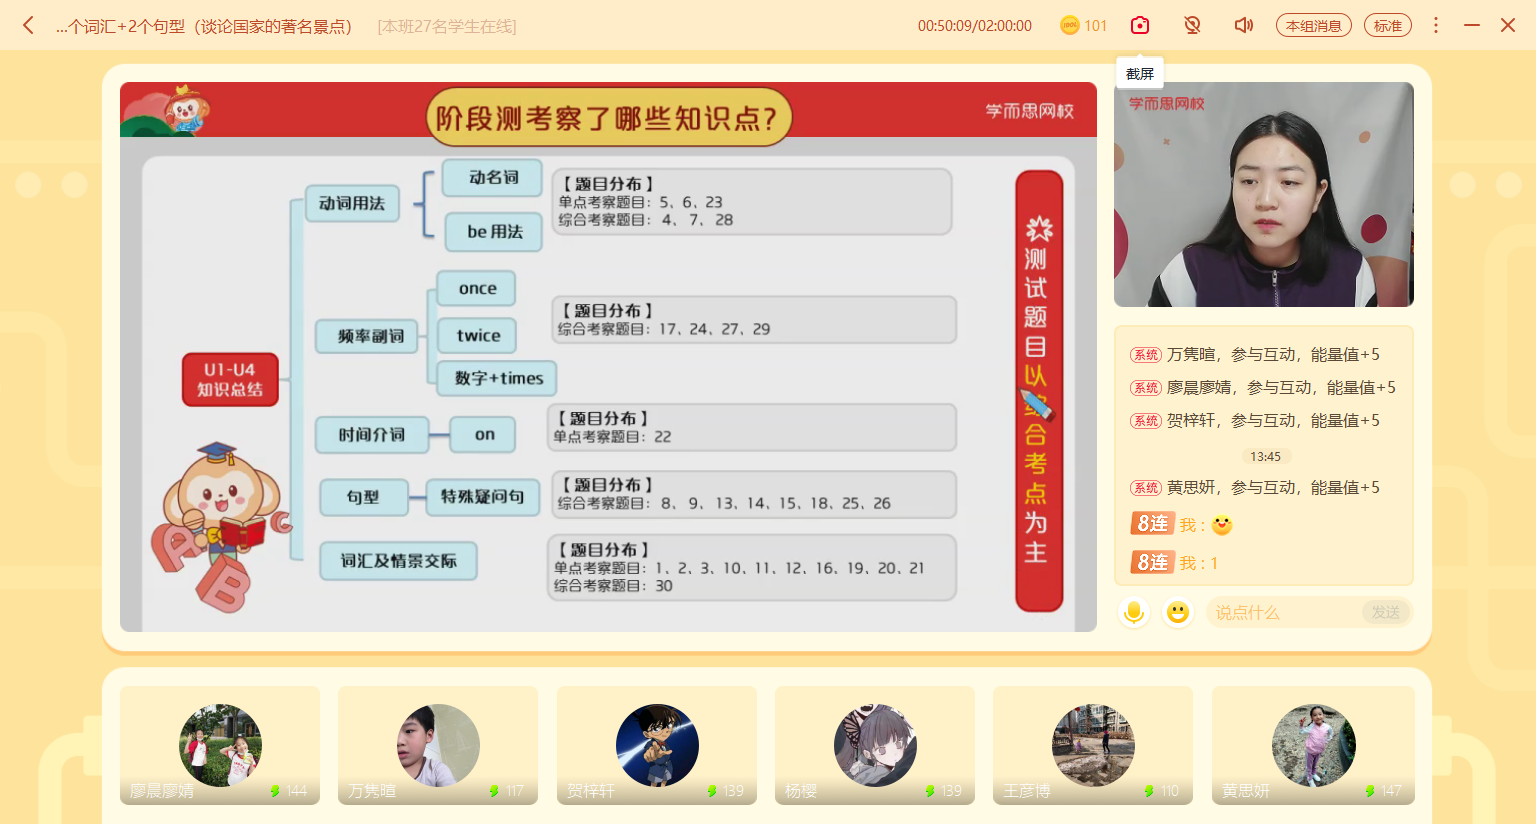 ...个词汇+2个句型（谈论国家的著名景点）
[本班27名学生在线]
00:50:09/02:00:00
101
本组消息
标准
截屏
阶段测考察了哪些知识点?
学而思网校
学而思网校
U1-U4
知识总结
动词用法
动名词
be 用法
【 题目分布 】
单点考察题目：5、6、23
综合考察题目： 4、 7、 28
频率副词
once
twice
数字+times
【 题目分布 】
综合考察题目：17、24、27、29
时间介词
on
【 题目分布 】
单点考察题目：22
句型
特殊疑问句
【 题目分布 】
综合考察题目： 8、 9、 13、14、15、18、25、26
词汇及情景交际
【 题目分布 】
单点考察题目： 1、 2、 3、10、11、12、16、19、20、21
综合考察题目：30
测试题目以综合考点为主
A
B
C
系统 万隽暄，参与互动，能量值+5
系统 廖晨廖婧，参与互动，能量值+5
系统 贺梓轩，参与互动，能量值+5
13:45
系统 黄思妍，参与互动，能量值+5
8连 我 :
8连 我 : 1
说点什么
发送
廖晨廖婧
144
万隽暄
117
贺梓轩
139
杨樱
139
王彦博
110
黄思妍
147